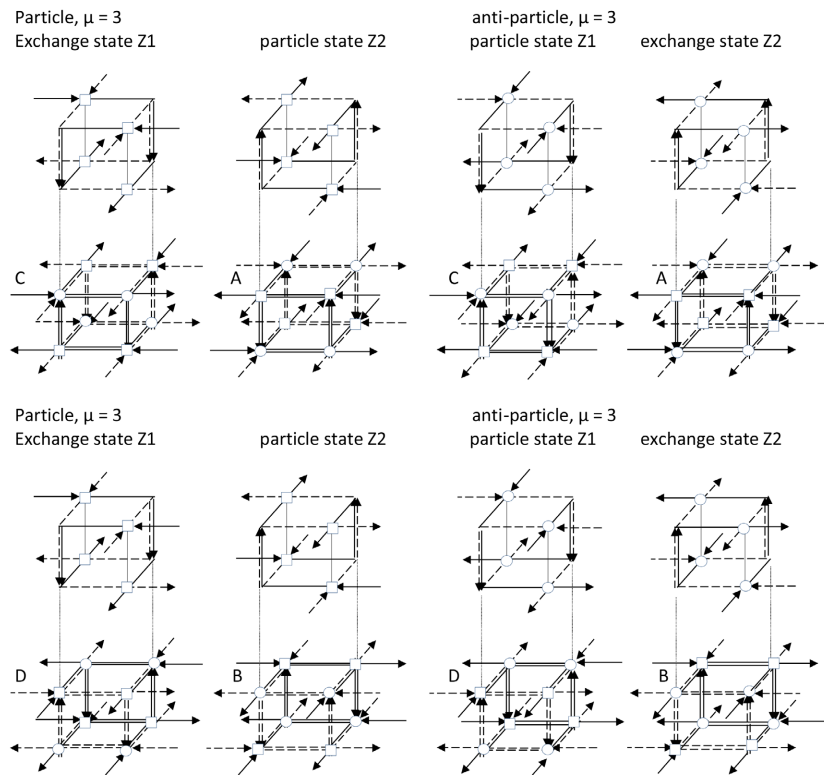 Particle, μ = 3
Exchange state Z1
particle state Z2
anti-particle, μ = 3
particle state Z1
exchange state Z2
C
A
C
A
Particle, μ = 3
Exchange state Z1
particle state Z2
anti-particle, μ = 3
particle state Z1
exchange state Z2
D
B
D
B